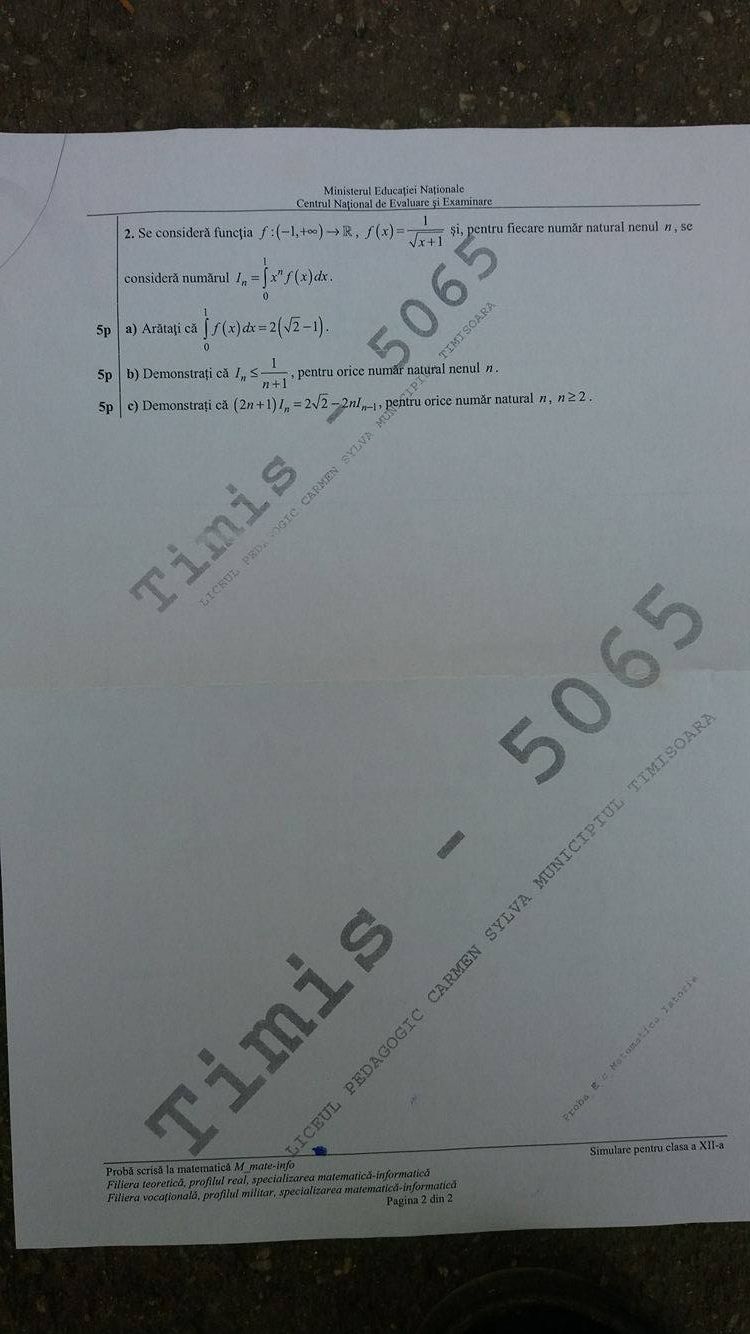 Ministerul Educației Naționale
Centrul Național de Evaluare și Examinare
2. Se consideră funcția f : (−1,+∞) → ℝ, f(x) = 1/√(x+1) și, pentru fiecare număr natural nenul n, se
consideră numărul Iₙ = ∫₀¹ xⁿ f(x) dx.
5p a) Arătați că ∫₀¹ f(x) dx = 2(√2 − 1).
5p b) Demonstrați că Iₙ ≤ 1/(n+1), pentru orice număr natural nenul n.
5p c) Demonstrați că (2n+1)Iₙ = 2√2 − 2nIₙ₋₁, pentru orice număr natural n, n ≥ 2.
Timis - 5065
LICEUL PEDAGOGIC CARMEN SYLVA MUNICIPIUL TIMISOARA
Timis - 5065
LICEUL PEDAGOGIC CARMEN SYLVA MUNICIPIUL TIMISOARA
Proba E c Matematica Istorie
Probă scrisă la matematică M_mate-info
Simulare pentru clasa a XII-a
Filiera teoretică, profilul real, specializarea matematică-informatică
Filiera vocațională, profilul militar, specializarea matematică-informatică
Pagina 2 din 2